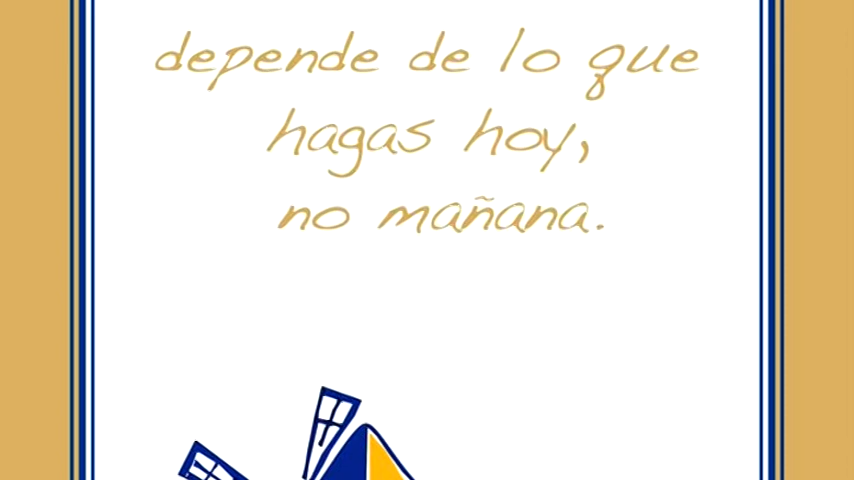 depende de lo que
hagas hoy,
no mañana.